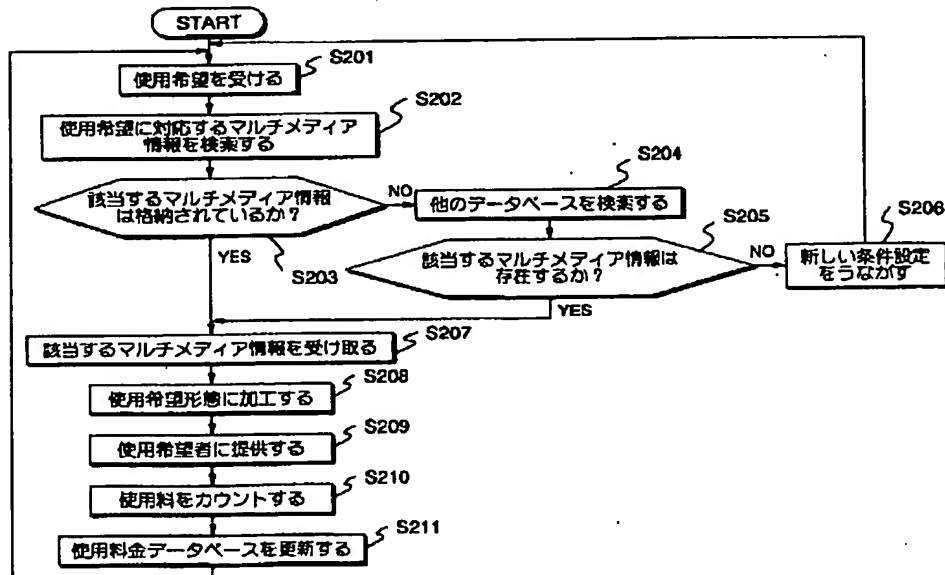 START
使用希望を受ける
S201
使用希望に対応するマルチメディア
情報を検索する
S202
該当するマルチメディア情報
は格納されているか?
S203
NO
YES
他のデータベースを検索する
S204
該当するマルチメディア情報は
存在するか?
S205
NO
YES
新しい条件設定
をうながす
S206
該当するマルチメディア情報を受け取る
S207
使用希望形態に加工する
S208
使用希望者に提供する
S209
使用料をカウントする
S210
使用料金データベースを更新する
S211